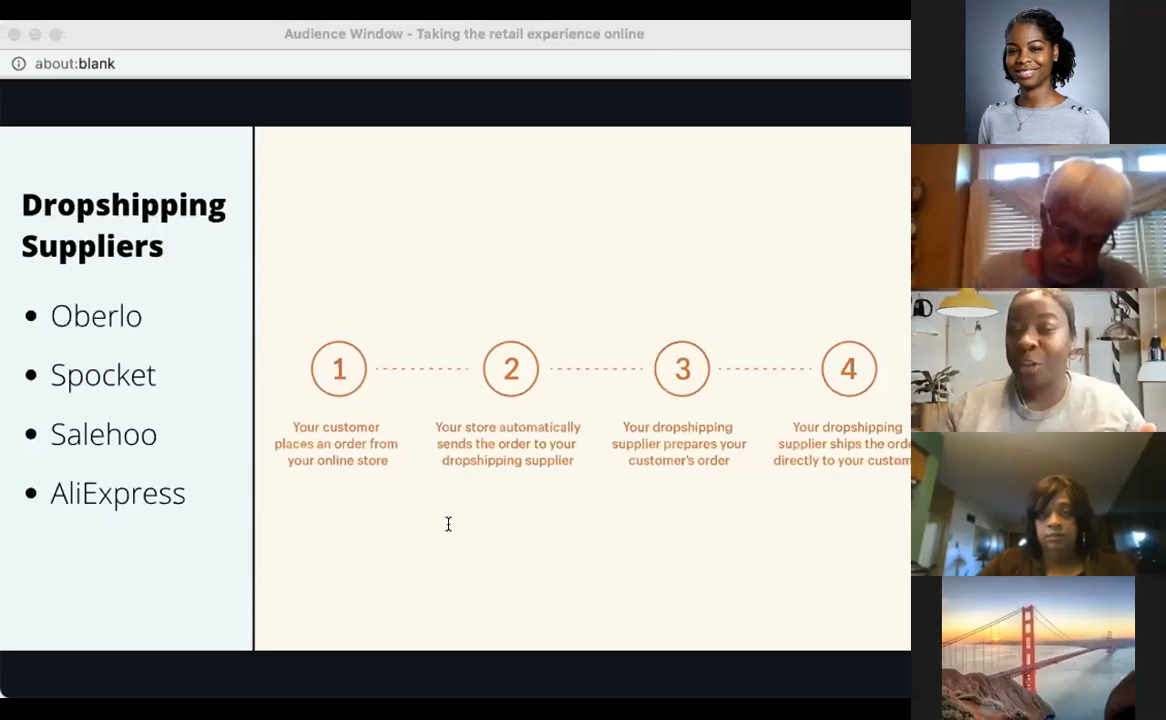 Audience Window - Taking the retail experience online
about:blank
Dropshipping
Suppliers
• Oberlo
• Spocket
• Salehoo
• AliExpress
1
2
3
4
Your customer
places an order from
your online store
Your store automatically
sends the order to your
dropshipping supplier
Your dropshipping
supplier prepares your
customer's order
Your dropshipping
supplier ships the orde
directly to your custom